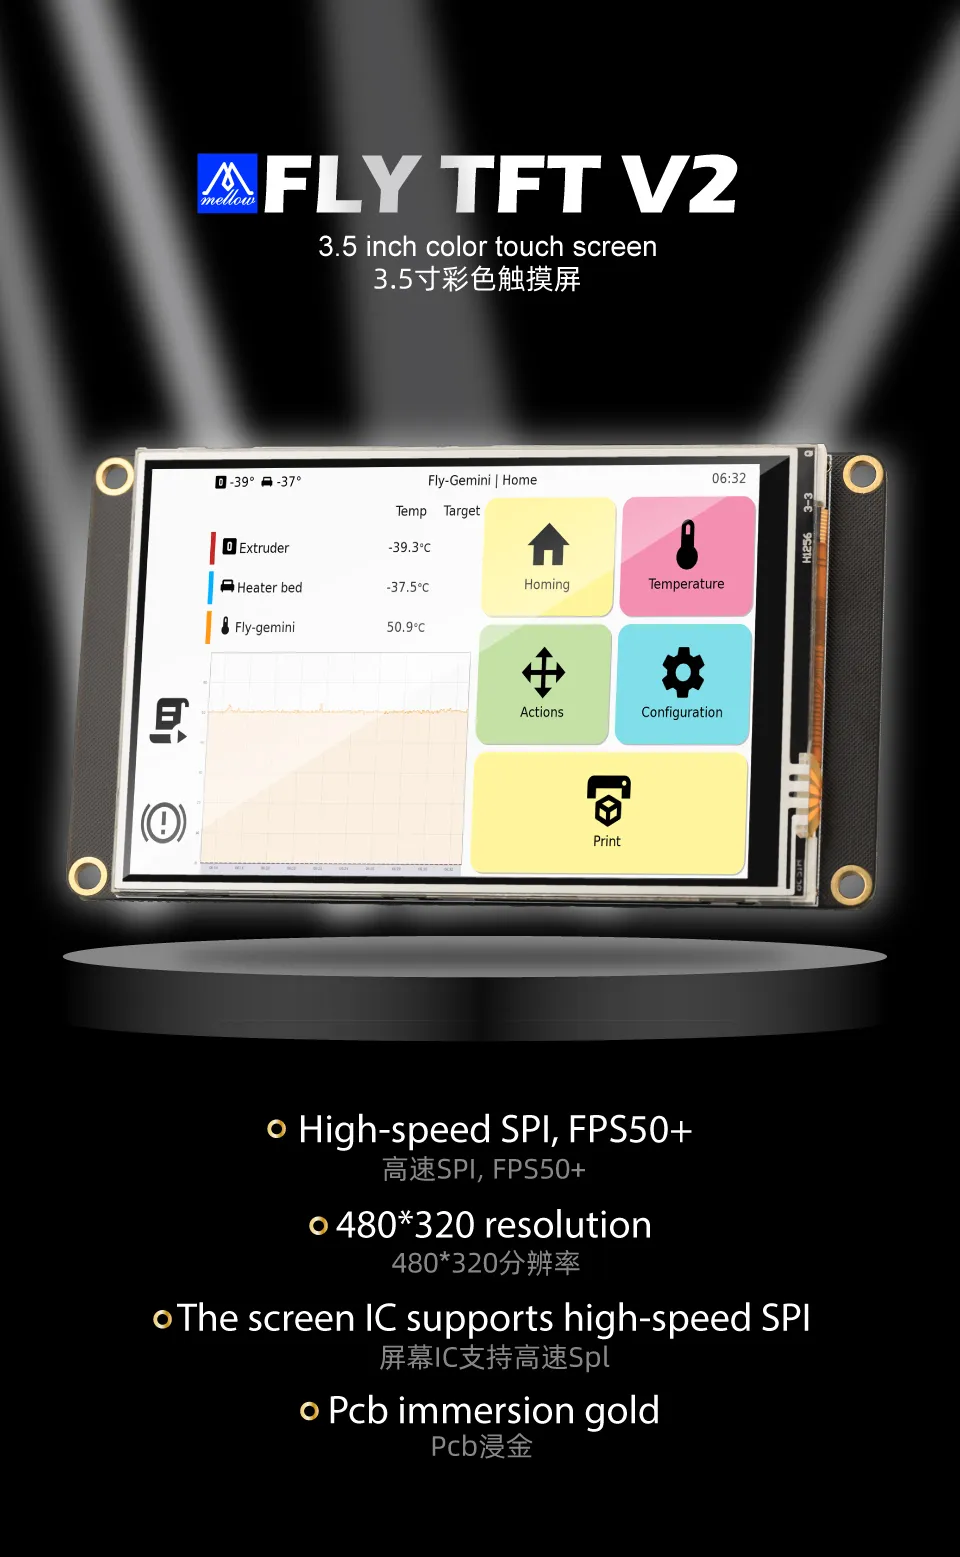 mellow
FLY TFT V2
3.5 inch color touch screen
3.5寸彩色触摸屏
-39° -37°
Fly-Gemini | Home
06:32
Temp Target
Extruder -39.3°C
Heater bed -37.5°C
Fly-gemini 50.9°C
Homing
Temperature
Actions
Configuration
Print
3-3
H1256
High-speed SPI, FPS50+
高速SPI, FPS50+
480*320 resolution
480*320分辨率
The screen IC supports high-speed SPI
屏幕IC支持高速Spl
Pcb immersion gold
Pcb浸金